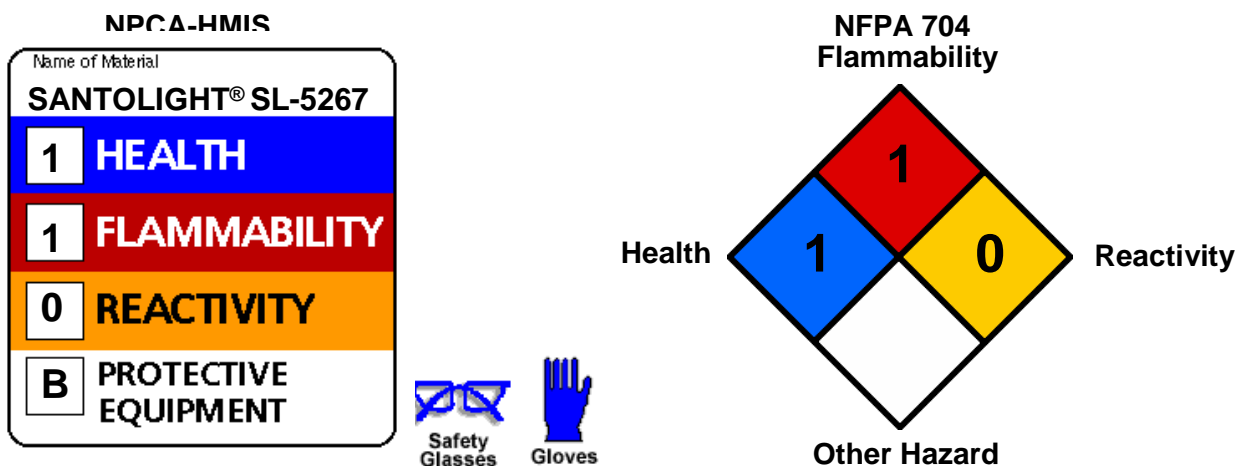 NPCA-HMIS
Name of Material
SANTOLIGHT® SL-5267
1 HEALTH
1 FLAMMABILITY
0 REACTIVITY
B PROTECTIVE
EQUIPMENT
Safety
Glasses
Gloves
NFPA 704
Flammability
1
Health
1
0
Reactivity
Other Hazard